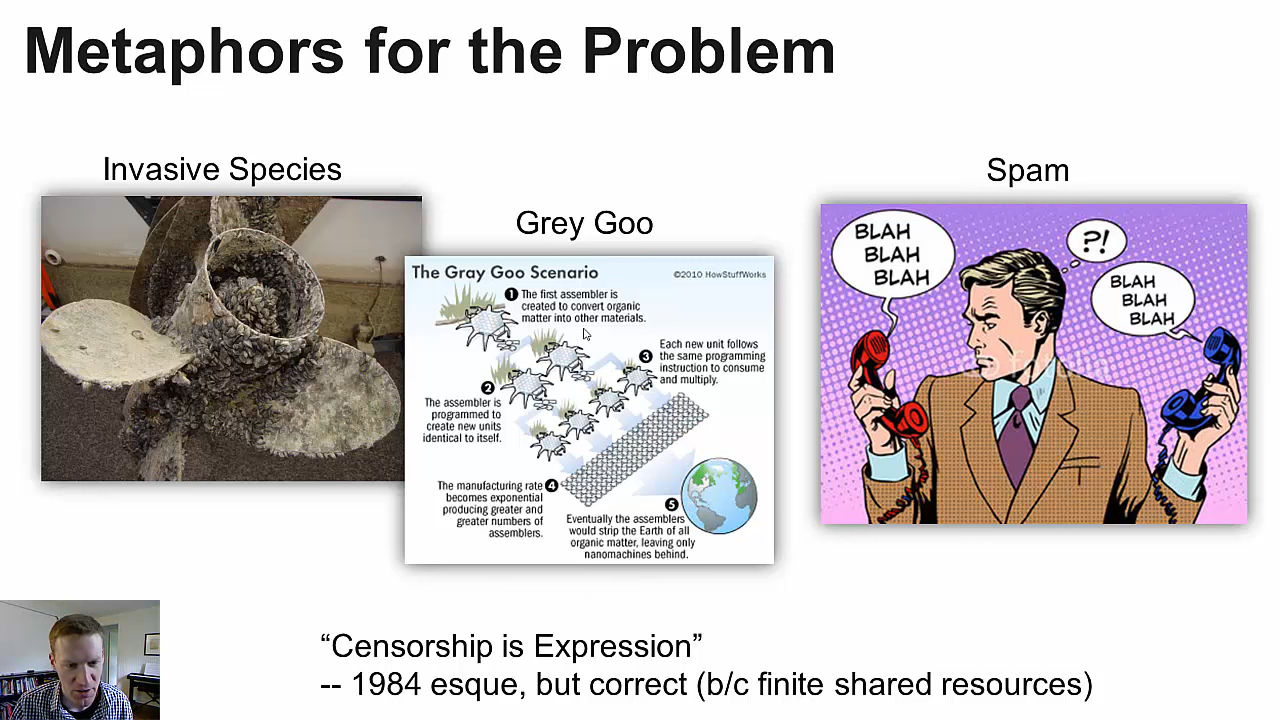 Metaphors for the Problem
Invasive Species
Grey Goo
Spam
The Gray Goo Scenario
©2010 HowStuffWorks
1
The first assembler is
created to convert organic
matter into other materials.
2
The assembler is
programmed to
create new units
identical to itself.
3
Each new unit follows
the same programming
instruction to consume
and multiply.
4
The manufacturing rate
becomes exponential
producing greater and
greater numbers of
assemblers.
5
Eventually the assemblers
would strip the Earth of all
organic matter, leaving only
nanomachines behind.
BLAH
BLAH
BLAH
?!
BLAH
BLAH
BLAH
“Censorship is Expression”
-- 1984 esque, but correct (b/c finite shared resources)